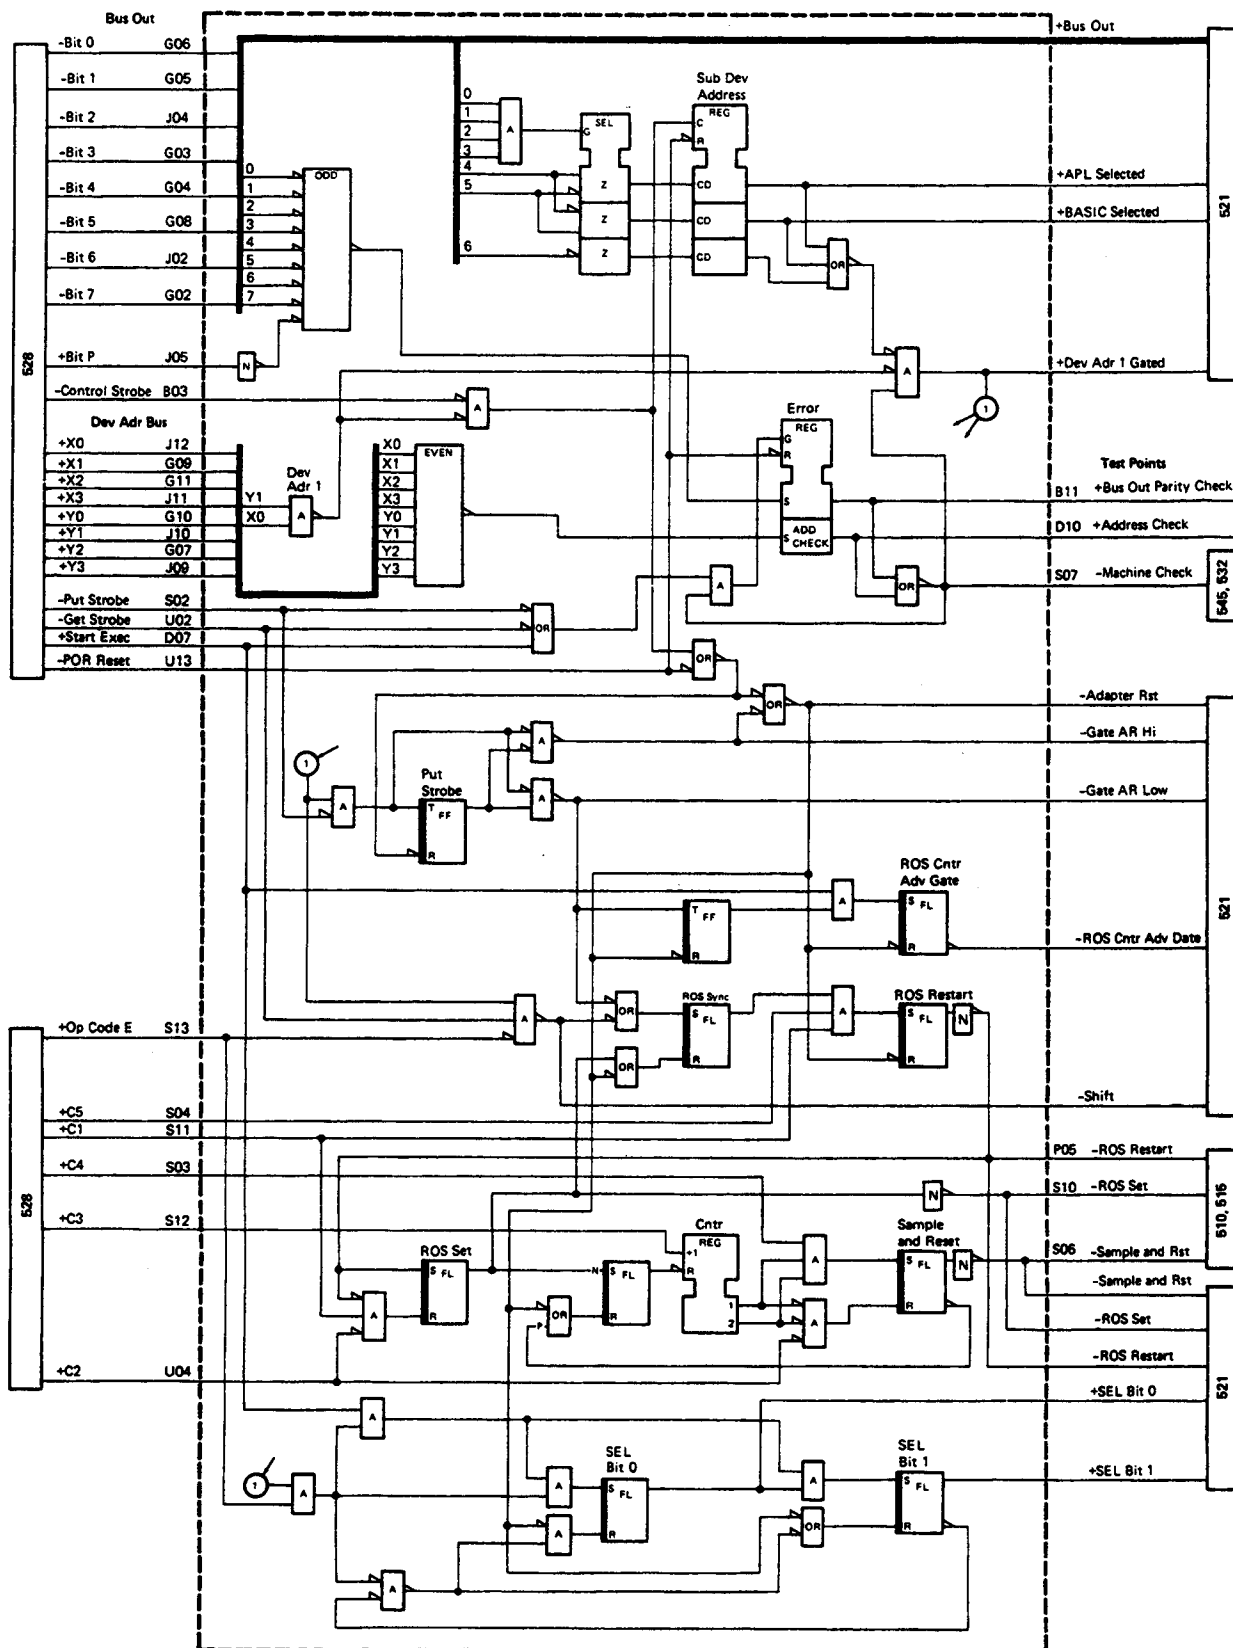 Bus Out
+Bus Out
-Bit 0 G06
-Bit 1 G05
-Bit 2 J04
-Bit 3 G03
-Bit 4 G04
-Bit 5 G08
-Bit 6 J02
-Bit 7 G02
+Bit P J05
-Control Strobe B03
528
0
1
2
3
4
5
6
7
ODD
N
0
1
2
3
4
5
6
A
SEL
G
Z
Z
Z
Sub Dev
Address
REG
C
R
CD
CD
CD
OR
A
A
+APL Selected
+BASIC Selected
+Dev Adr 1 Gated
521
1
Dev Adr Bus
+X0 J12
+X1 G09
+X2 G11
+X3 J11
+Y0 G10
+Y1 J10
+Y2 G07
+Y3 J09
-Put Strobe S02
-Get Strobe U02
+Start Exec D07
-POR Reset U13
Dev
Adr 1
Y1
X0
A
X0
X1
X2
X3
Y0
Y1
Y2
Y3
EVEN
Error
REG
G
R
S
S ADD
CHECK
A
OR
OR
OR
OR
Test Points
B11 +Bus Out Parity Check
D10 +Address Check
S07 -Machine Check
545, 532
-Adapter Rst
-Gate AR Hi
-Gate AR Low
1
A
Put
Strobe
T FF
R
A
A
ROS Cntr
Adv Gate
A
S FL
R
T FF
R
-ROS Cntr Adv Date
521
ROS Sync
S FL
R
A
OR
OR
A
ROS Restart
S FL
R
N
-Shift
+Op Code E S13
+C5 S04
+C1 S11
+C4 S03
+C3 S12
+C2 U04
528
P05 -ROS Restart
S10 -ROS Set
S06 -Sample and Rst
510, 515
-Sample and Rst
-ROS Set
-ROS Restart
+SEL Bit 0
+SEL Bit 1
521
N
ROS Set
S FL
R
A
N S FL
R
P OR
Cntr
REG
+1
R
1
2
A
A
Sample
and Reset
S FL
R
N
A
1
A
A
A
A
SEL
Bit 0
S FL
R
A
OR
SEL
Bit 1
S FL
R